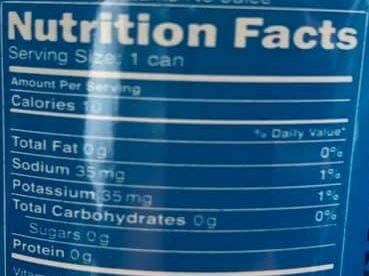 Nutrition Facts
Serving Size: 1 can
Amount Per Serving
Calories 10
% Daily Value*
Total Fat 0g 0%
Sodium 35mg 1%
Potassium 35mg 1%
Total Carbohydrates 0g 0%
Sugars 0g
Protein 0g